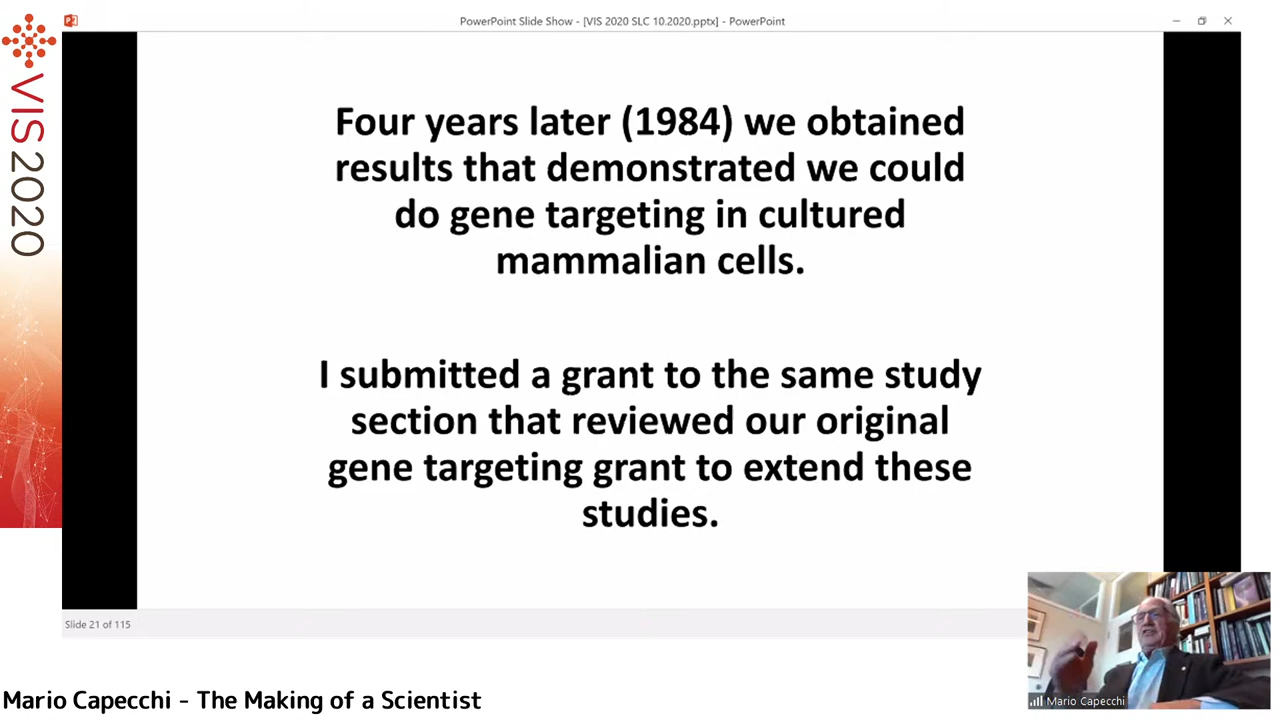 PowerPoint Slide Show - [VIS 2020 SLC 10.2020.pptx] - PowerPoint
VIS2020
Four years later (1984) we obtained
results that demonstrated we could
do gene targeting in cultured
mammalian cells.
I submitted a grant to the same study
section that reviewed our original
gene targeting grant to extend these
studies.
Slide 21 of 115
Mario Capecchi
Mario Capecchi - The Making of a Scientist